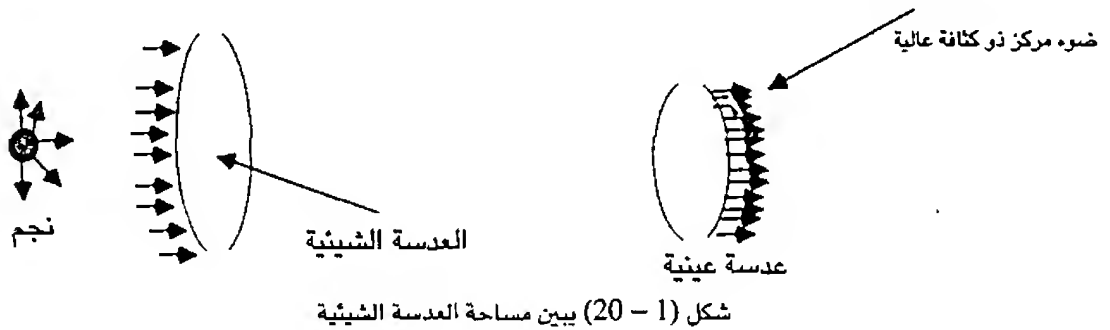 ضوء مركز ذو كثافة عالية
نجم
العدسة الشيئية
عدسة عينية
شكل (1 – 20) يبين مساحة العدسة الشيئية